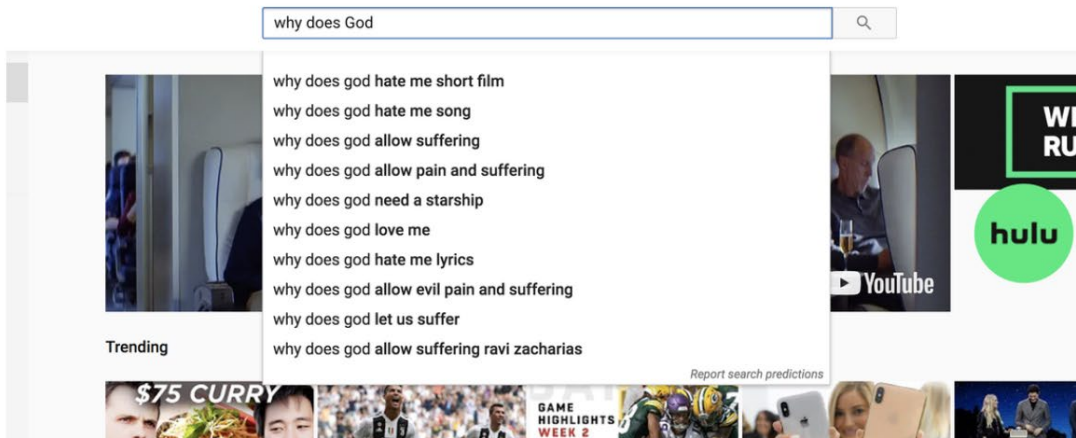 why does God
why does god hate me short film
why does god hate me song
why does god allow suffering
why does god allow pain and suffering
why does god need a starship
why does god love me
why does god hate me lyrics
why does god allow evil pain and suffering
why does god let us suffer
why does god allow suffering ravi zacharias
Report search predictions
WI
RU
hulu
YouTube
Trending
$75 CURRY
GAME
HIGHLIGHTS
WEEK 2